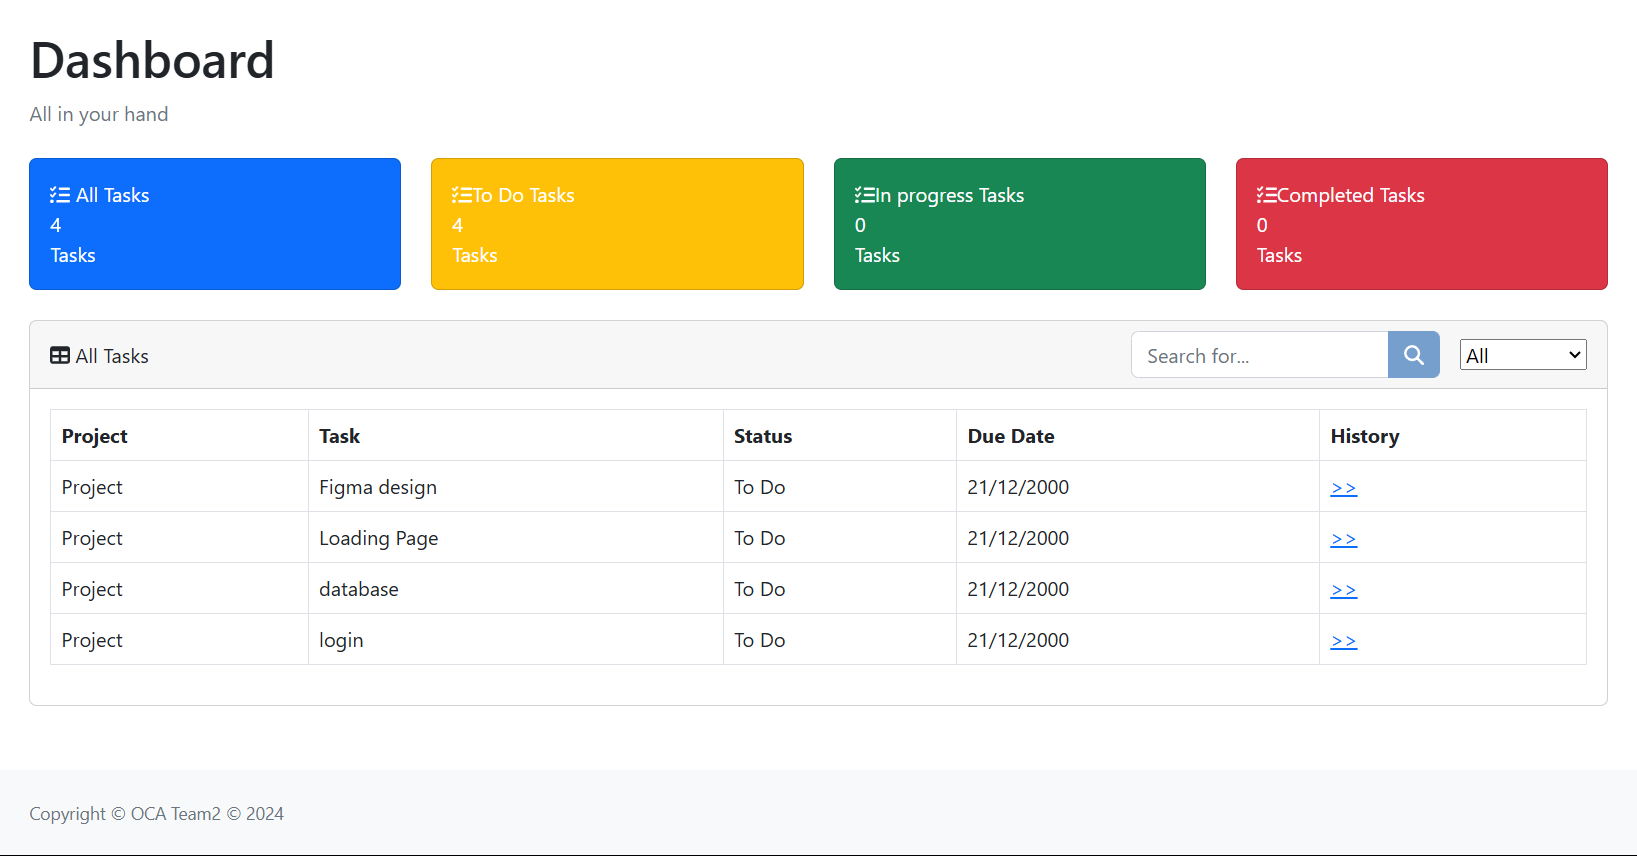 Dashboard
All in your hand
All Tasks
4
Tasks
To Do Tasks
4
Tasks
In progress Tasks
0
Tasks
Completed Tasks
0
Tasks
All Tasks
Search for...
All
Project Task Status Due Date History
Project Figma design To Do 21/12/2000 >>
Project Loading Page To Do 21/12/2000 >>
Project database To Do 21/12/2000 >>
Project login To Do 21/12/2000 >>
Copyright © OCA Team2 © 2024